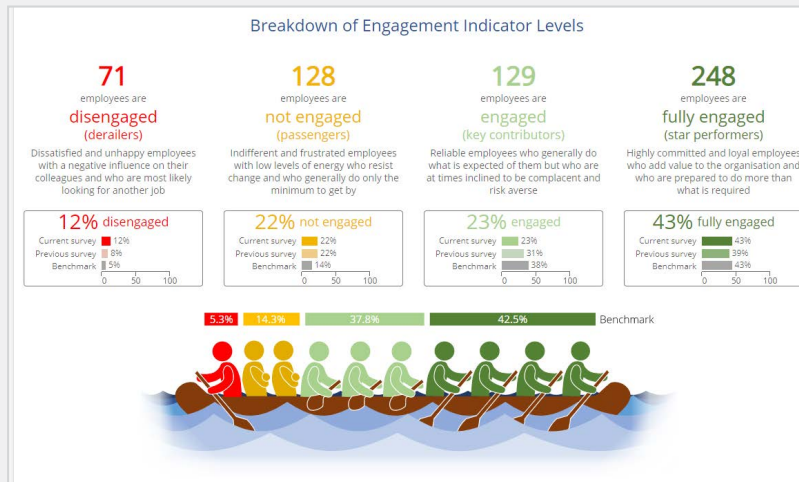 Breakdown of Engagement Indicator Levels
71
employees are
disengaged
(derailers)
Dissatisfied and unhappy employees
with a negative influence on their
colleagues and who are most likely
looking for another job
128
employees are
not engaged
(passengers)
Indifferent and frustrated employees
with low levels of energy who resist
change and who generally do only the
minimum to get by
129
employees are
engaged
(key contributors)
Reliable employees who generally do
what is expected of them but who are
at times inclined to be complacent and
risk averse
248
employees are
fully engaged
(star performers)
Highly committed and loyal employees
who add value to the organisation and
who are prepared to do more than
what is required
12% disengaged
Current survey 12%
Previous survey 8%
Benchmark 5%
0 50 100
22% not engaged
Current survey 22%
Previous survey 22%
Benchmark 14%
0 50 100
23% engaged
Current survey 23%
Previous survey 31%
Benchmark 38%
0 50 100
43% fully engaged
Current survey 43%
Previous survey 39%
Benchmark 43%
0 50 100
5.3% 14.3% 37.8% 42.5% Benchmark